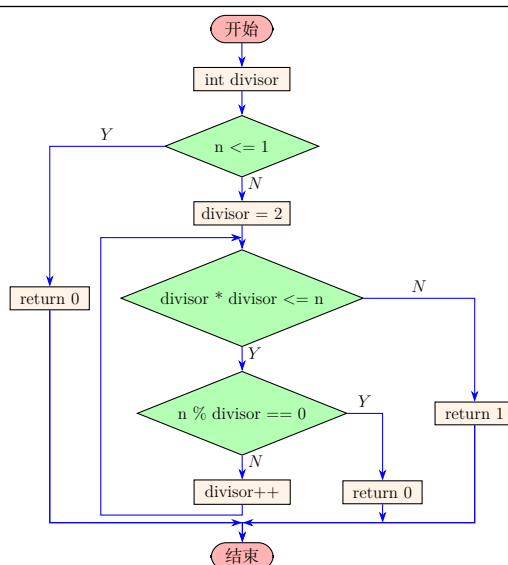 开始
int divisor
Y
n <= 1
N
divisor = 2
return 0
divisor * divisor <= n
N
Y
n % divisor == 0
Y
return 1
N
divisor++
return 0
结束